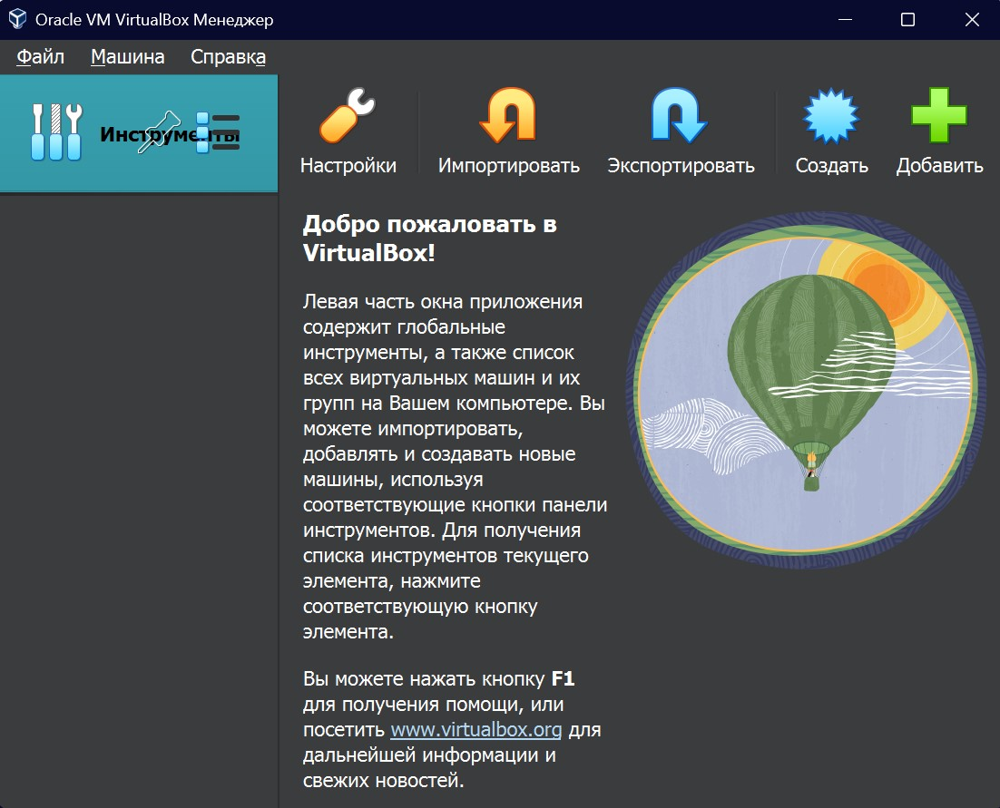 Oracle VM VirtualBox Менеджер
Файл Машина Справка
Инструменты
Настройки Импортировать Экспортировать Создать Добавить
Добро пожаловать в
VirtualBox!
Левая часть окна приложения
содержит глобальные
инструменты, а также список
всех виртуальных машин и их
групп на Вашем компьютере. Вы
можете импортировать,
добавлять и создавать новые
машины, используя
соответствующие кнопки панели
инструментов. Для получения
списка инструментов текущего
элемента, нажмите
соответствующую кнопку
элемента.
Вы можете нажать кнопку F1
для получения помощи, или
посетить www.virtualbox.org для
дальнейшей информации и
свежих новостей.